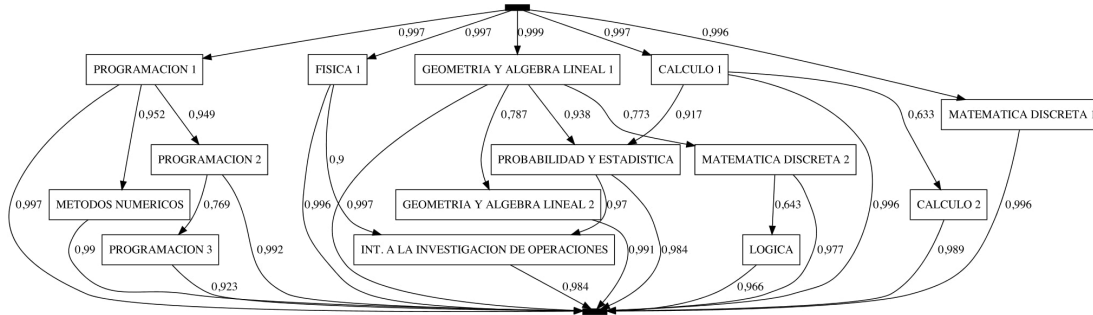 0,997
0,997
0,999
0,997
0,996
PROGRAMACION 1
FISICA 1
GEOMETRIA Y ALGEBRA LINEAL 1
CALCULO 1
MATEMATICA DISCRETA 1
0,952
0,949
0,787
0,938
0,773
0,917
0,633
PROGRAMACION 2
0,9
PROBABILIDAD Y ESTADISTICA
MATEMATICA DISCRETA 2
METODOS NUMERICOS
0,769
GEOMETRIA Y ALGEBRA LINEAL 2
0,97
0,643
CALCULO 2
0,997
0,996
0,997
0,996
0,996
0,99
PROGRAMACION 3
0,992
INT. A LA INVESTIGACION DE OPERACIONES
0,991
0,984
LOGICA
0,977
0,989
0,923
0,984
0,966